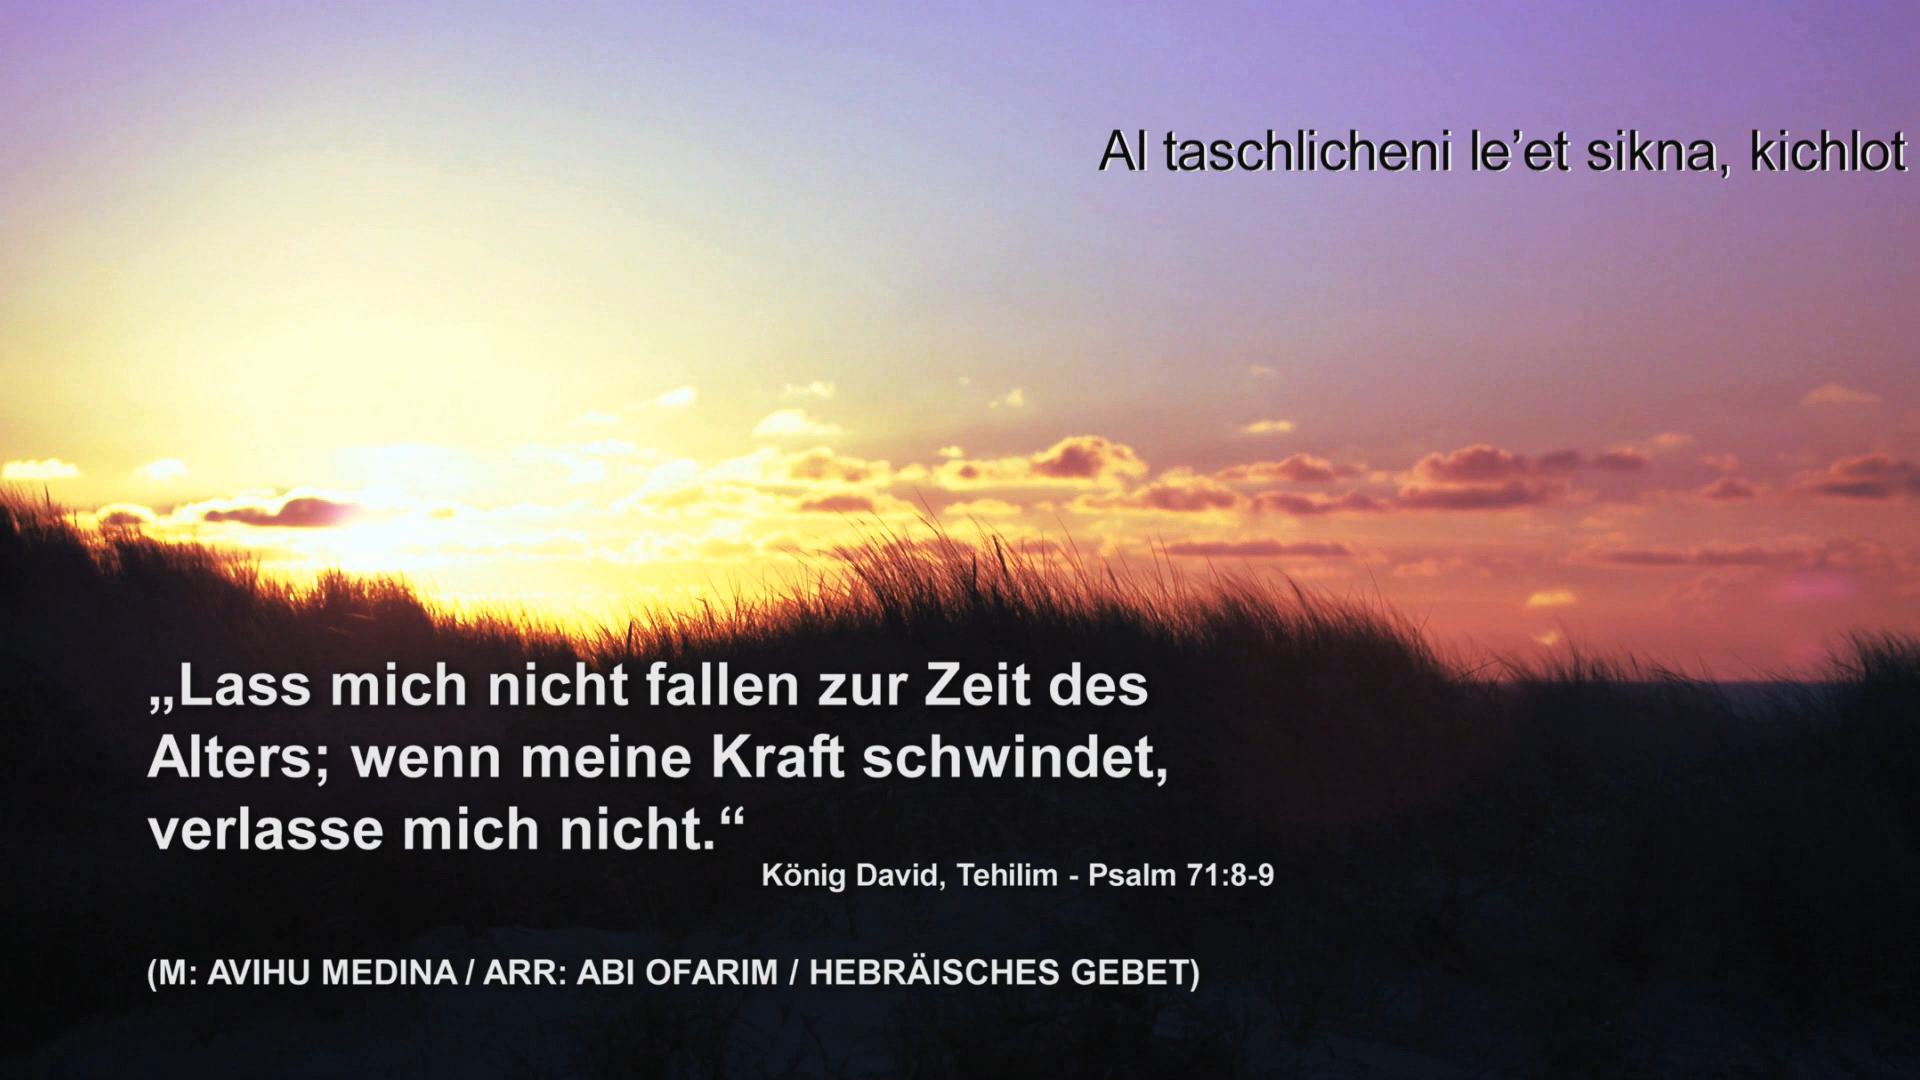 Al taschlicheni le’et sikna, kichlot
„Lass mich nicht fallen zur Zeit des
Alters; wenn meine Kraft schwindet,
verlasse mich nicht.“
König David, Tehilim - Psalm 71:8-9
(M: AVIHU MEDINA / ARR: ABI OFARIM / HEBRÄISCHES GEBET)